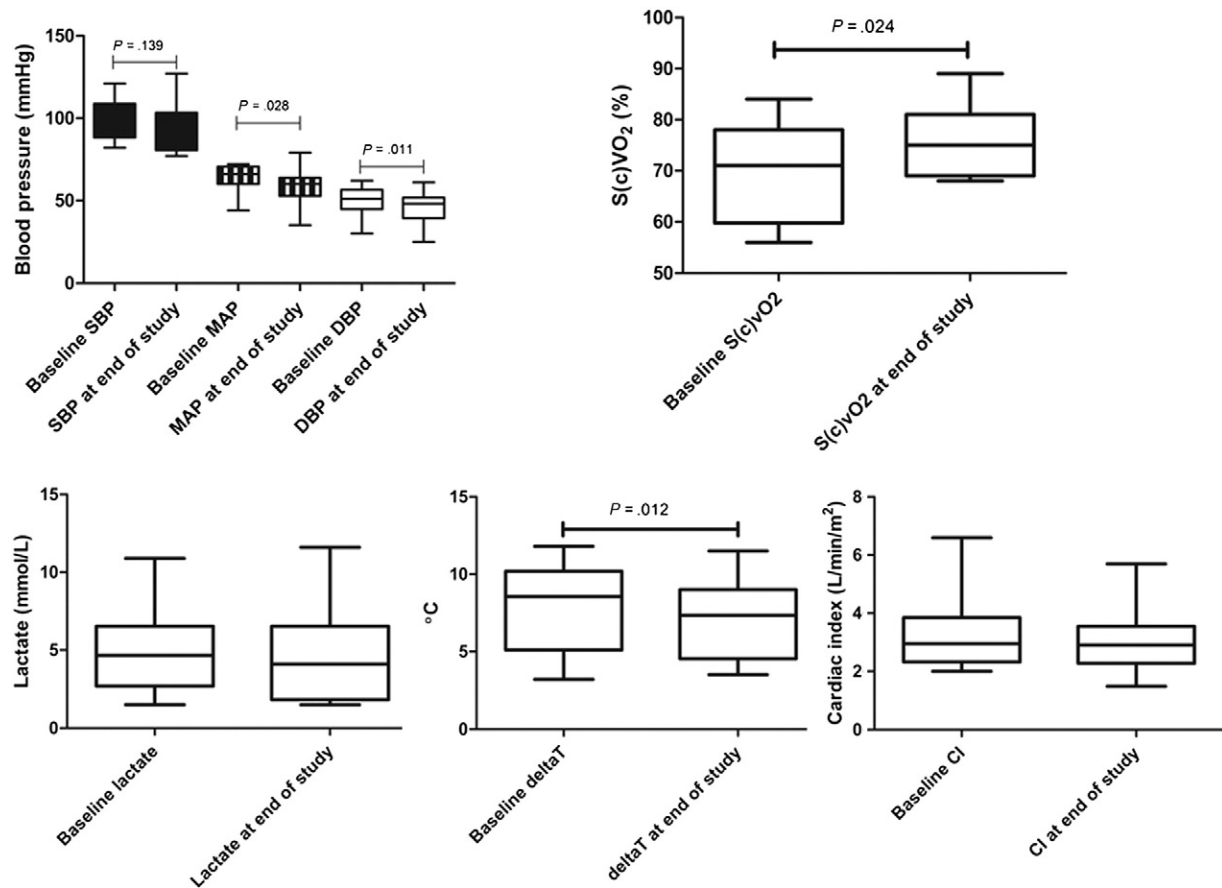 Blood pressure (mmHg)
150
100
50
0
P = .139
P = .028
P = .011
Baseline SBP
SBP at end of study
Baseline MAP
MAP at end of study
Baseline DBP
DBP at end of study
S(c)VO₂ (%)
100
90
80
70
60
50
P = .024
Baseline S(c)vO2
S(c)vO2 at end of study
Lactate (mmol/L)
15
10
5
0
Baseline lactate
Lactate at end of study
°C
15
10
5
0
P = .012
Baseline deltaT
deltaT at end of study
Cardiac index (L/min/m²)
8
6
4
2
0
Baseline CI
CI at end of study